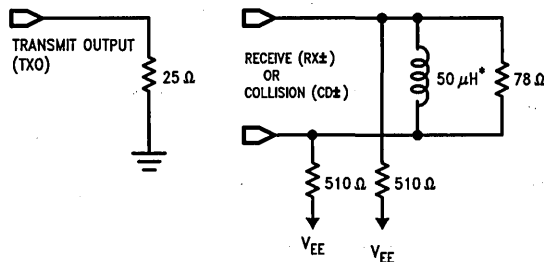 TRANSMIT OUTPUT
(TXO)
25 Ω
RECEIVE (RX±)
OR
COLLISION (CD±)
50 μH*
78 Ω
510 Ω
510 Ω
VEE
VEE